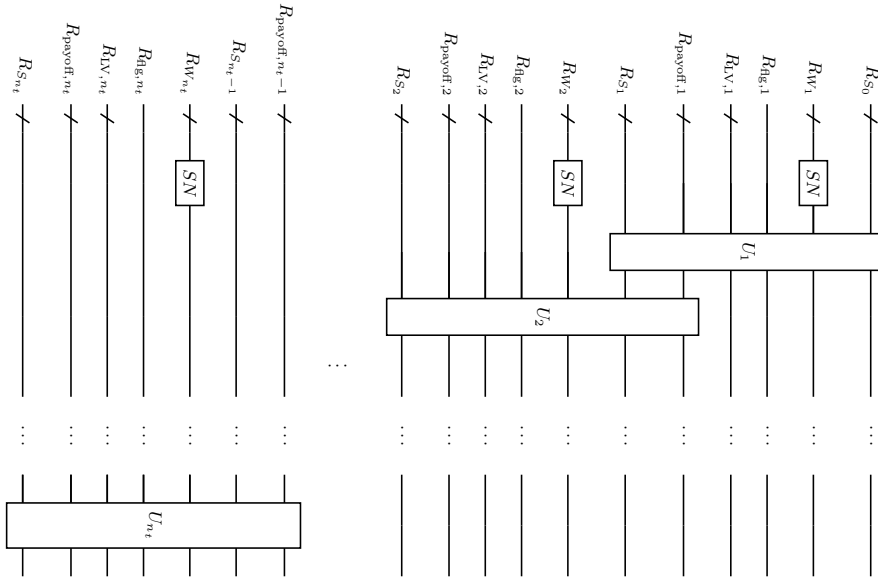 R_{S_0}
R_{W_1} SN
R_{flg,1}
U_1
R_{LV,1}
R_{payoff,1}
R_{S_1}
R_{W_2} SN
U_2
R_{flg,2}
R_{LV,2}
R_{payoff,2}
R_{S_2}
⋮
R_{payoff,n_t-1}
R_{S_{n_t-1}}
R_{W_{n_t}} SN
U_{n_t}
R_{flg,n_t}
R_{LV,n_t}
R_{payoff,n_t}
R_{S_{n_t}}